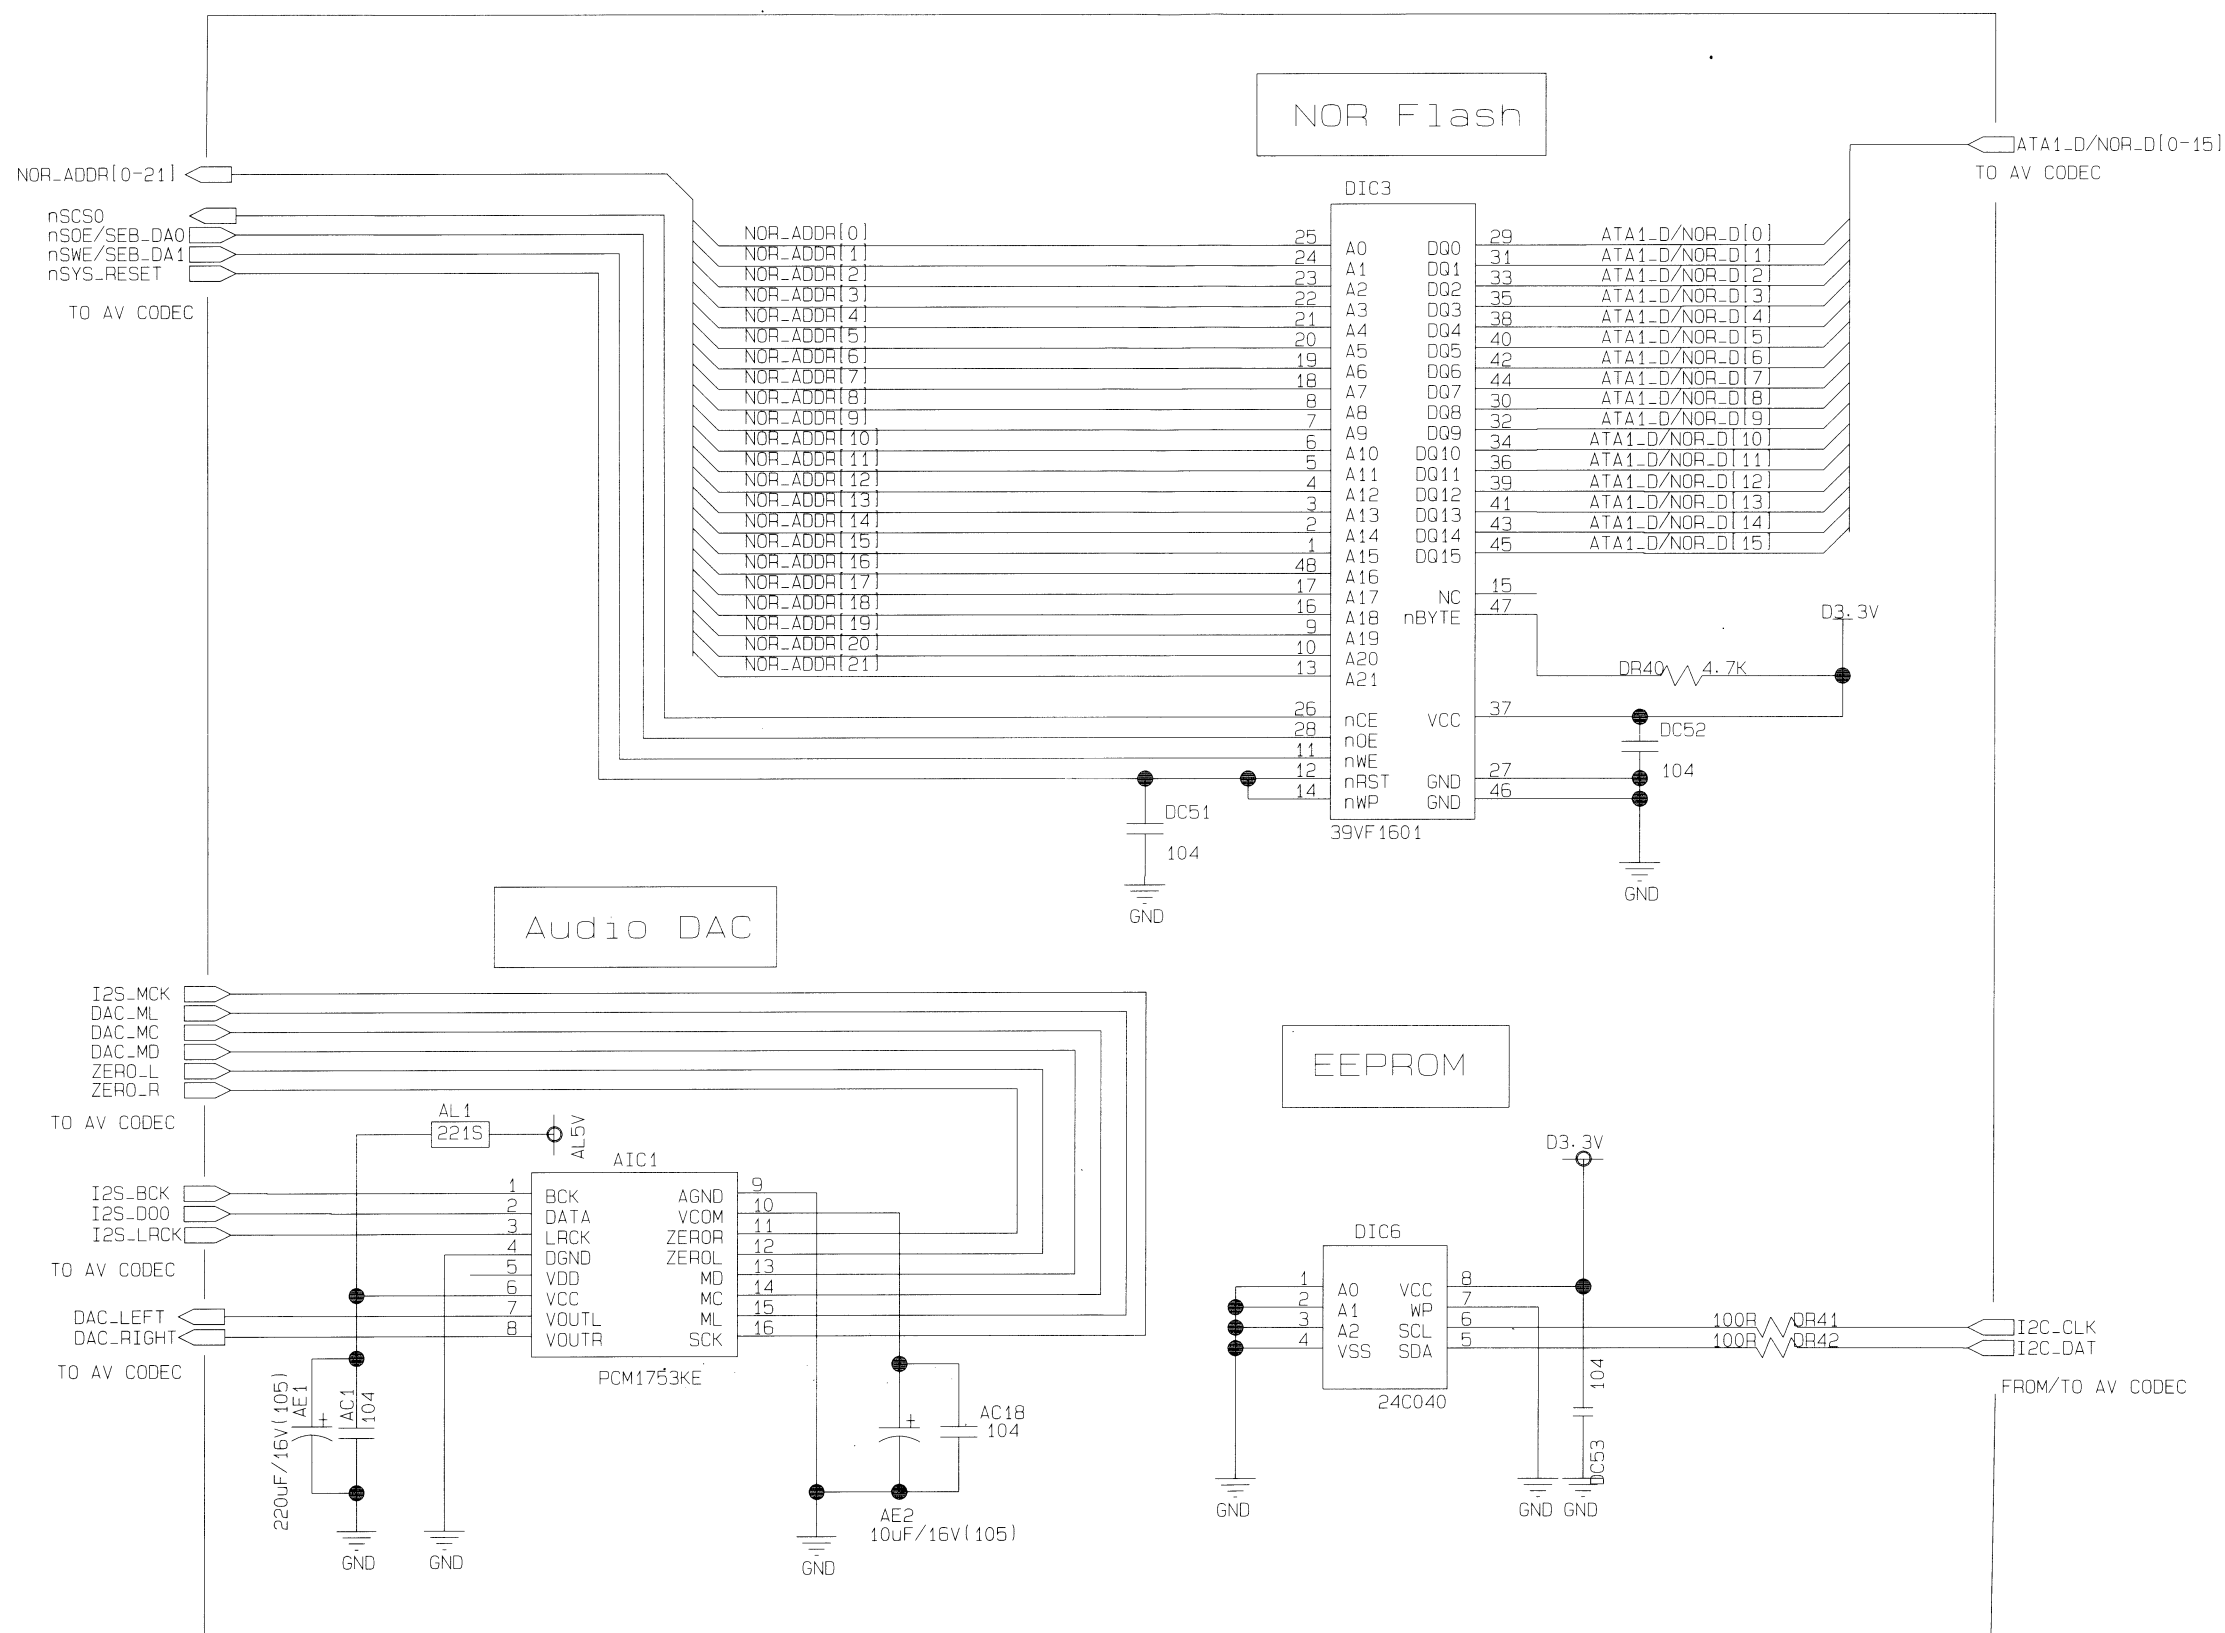 NOR Flash
NOR_ADDR[0-21]
ATA1_D/NOR_D[0-15]
TO AV CODEC
nSCS0
nSOE/SEB_DA0
nSWE/SEB_DA1
nSYS_RESET
TO AV CODEC
DIC3
NOR_ADDR[0] 25 A0 DQ0 29 ATA1_D/NOR_D[0]
NOR_ADDR[1] 24 A1 DQ1 31 ATA1_D/NOR_D[1]
NOR_ADDR[2] 23 A2 DQ2 33 ATA1_D/NOR_D[2]
NOR_ADDR[3] 22 A3 DQ3 35 ATA1_D/NOR_D[3]
NOR_ADDR[4] 21 A4 DQ4 38 ATA1_D/NOR_D[4]
NOR_ADDR[5] 20 A5 DQ5 40 ATA1_D/NOR_D[5]
NOR_ADDR[6] 19 A6 DQ6 42 ATA1_D/NOR_D[6]
NOR_ADDR[7] 18 A7 DQ7 44 ATA1_D/NOR_D[7]
NOR_ADDR[8] 8 A8 DQ8 30 ATA1_D/NOR_D[8]
NOR_ADDR[9] 7 A9 DQ9 32 ATA1_D/NOR_D[9]
NOR_ADDR[10] 6 A10 DQ10 34 ATA1_D/NOR_D[10]
NOR_ADDR[11] 5 A11 DQ11 36 ATA1_D/NOR_D[11]
NOR_ADDR[12] 4 A12 DQ12 39 ATA1_D/NOR_D[12]
NOR_ADDR[13] 3 A13 DQ13 41 ATA1_D/NOR_D[13]
NOR_ADDR[14] 2 A14 DQ14 43 ATA1_D/NOR_D[14]
NOR_ADDR[15] 1 A15 DQ15 45 ATA1_D/NOR_D[15]
NOR_ADDR[16] 48 A16
NOR_ADDR[17] 17 A17 NC 15
NOR_ADDR[18] 16 A18 nBYTE 47
NOR_ADDR[19] 9 A19
NOR_ADDR[20] 10 A20
NOR_ADDR[21] 13 A21
D3.3V
DR40 4.7K
26 nCE VCC 37
28 nOE
11 nWE
12 nRST GND 27
14 nWP GND 46
DC52
104
39VF1601
DC51
104
GND
GND
Audio DAC
I2S_MCK
DAC_ML
DAC_MC
DAC_MD
ZERO_L
ZERO_R
TO AV CODEC
AL1
221S
AL5V
AIC1
I2S_BCK
I2S_DO0
I2S_LRCK
TO AV CODEC
DAC_LEFT
DAC_RIGHT
TO AV CODEC
1 BCK AGND 9
2 DATA VCOM 10
3 LRCK ZEROR 11
4 DGND ZEROL 12
5 VDD MD 13
6 VCC MC 14
7 VOUTL ML 15
8 VOUTR SCK 16
PCM1753KE
220uF/16V(105)
AE1
+
AC1
104
GND
GND
+
AC18
104
AE2
10uF/16V(105)
GND
EEPROM
D3.3V
DIC6
1 A0 VCC 8
2 A1 WP 7
3 A2 SCL 6
4 VSS SDA 5
24C040
100R DR41
100R DR42
I2C_CLK
I2C_DAT
FROM/TO AV CODEC
104
DC53
GND
GND
GND